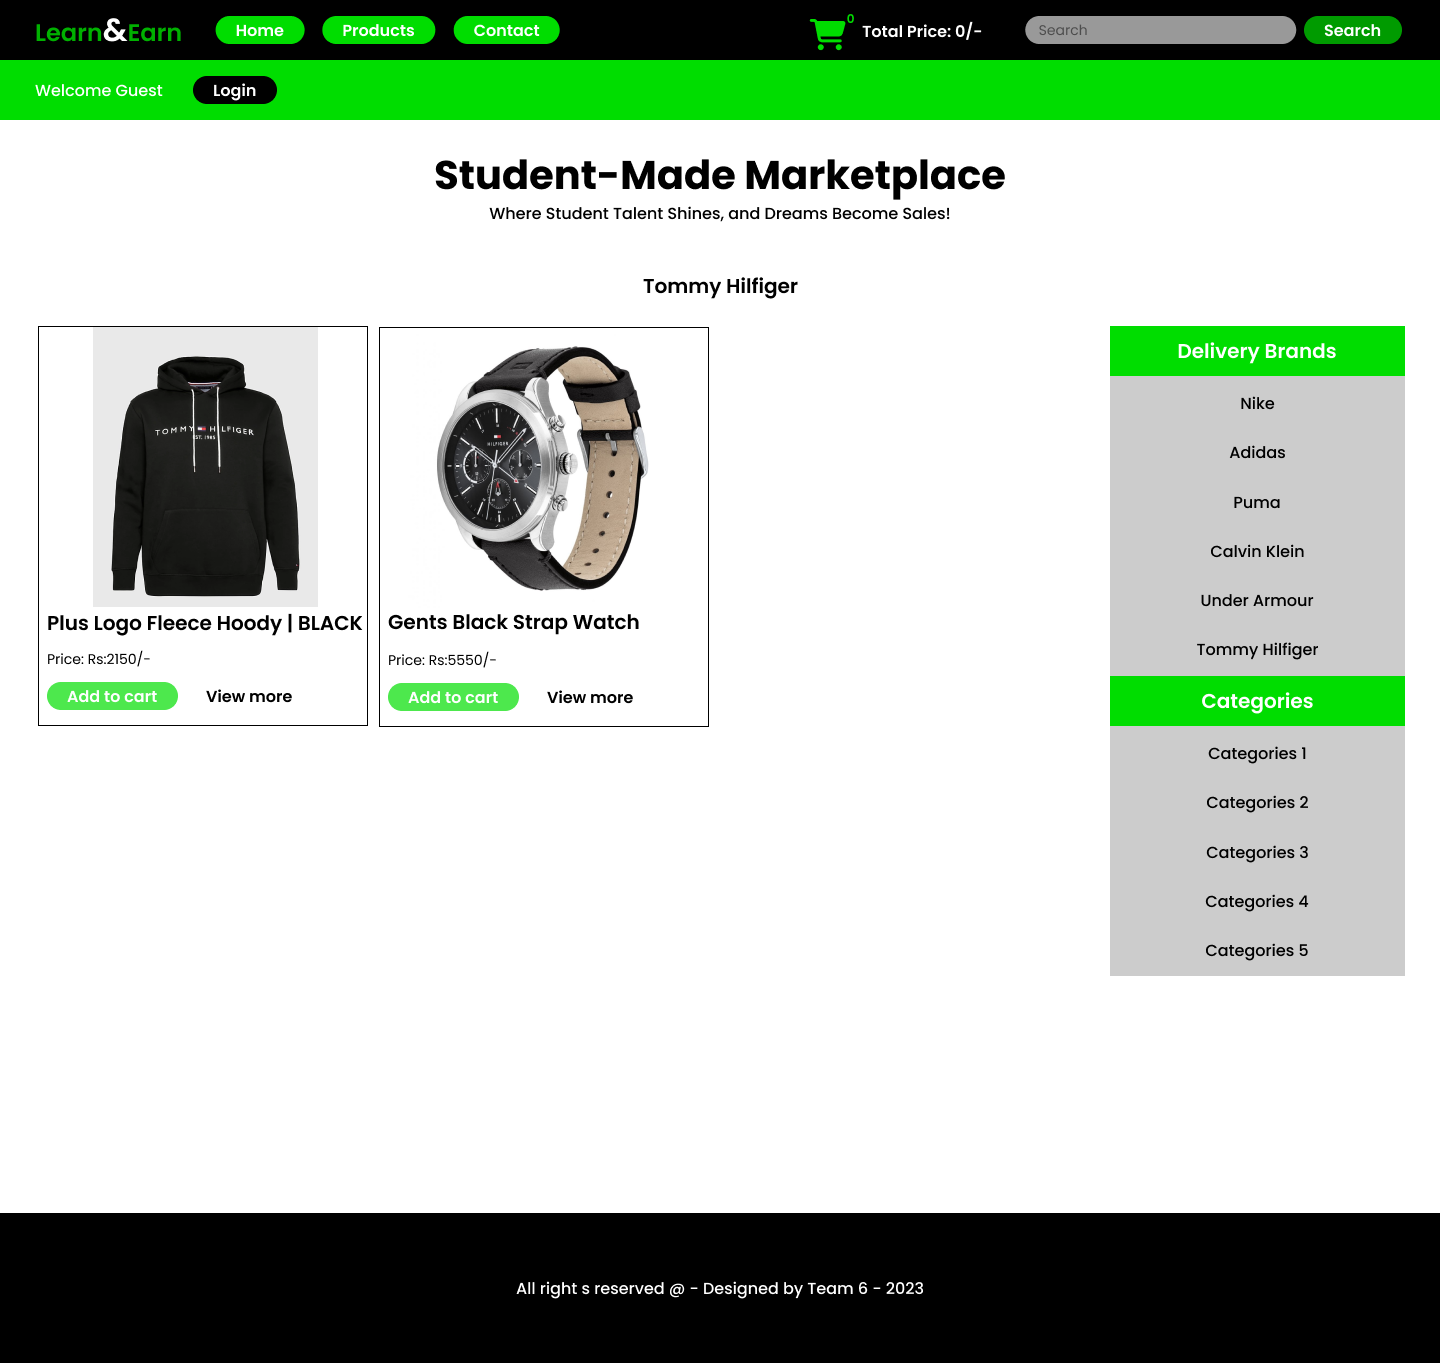 Learn&Earn
Home
Products
Contact
0
Total Price: 0/-
Search
Search
Welcome Guest
Login
Student-Made Marketplace
Where Student Talent Shines, and Dreams Become Sales!
Tommy Hilfiger
TOMMY HILFIGER
EST. 1985
Plus Logo Fleece Hoody | BLACK
Price: Rs:2150/-
Add to cart
View more
HILFIGER
Gents Black Strap Watch
Price: Rs:5550/-
Add to cart
View more
Delivery Brands
Nike
Adidas
Puma
Calvin Klein
Under Armour
Tommy Hilfiger
Categories
Categories 1
Categories 2
Categories 3
Categories 4
Categories 5
All right s reserved @ - Designed by Team 6 - 2023